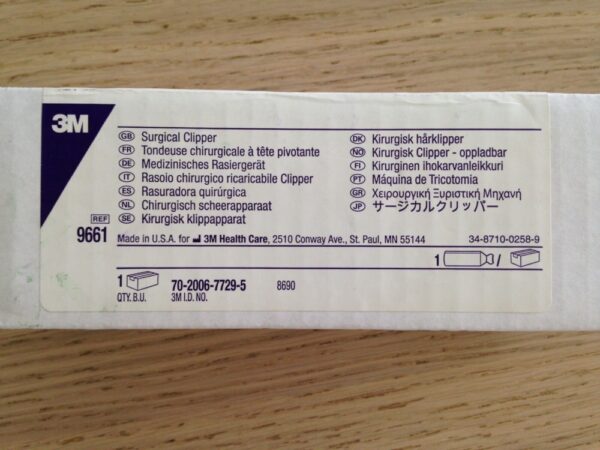 3M
GB Surgical Clipper
FR Tondeuse chirurgicale à tête pivotante
DE Medizinisches Rasiergerät
IT Rasoio chirurgico ricaricabile Clipper
ES Rasuradora quirúrgica
NL Chirurgisch scheerapparaat
SE Kirurgisk klippapparat
DK Kirurgisk hårklipper
NO Kirurgisk Clipper - oppladbar
FI Kirurginen ihokarvanleikkuri
PT Máquina de Tricotomia
GR Χειρουργική Ξυριστική Μηχανή
JP サージカルクリッパー
REF
9661
Made in U.S.A. for 3M Health Care, 2510 Conway Ave., St. Paul, MN 55144
34-8710-0258-9
1 /
1
QTY. B.U.
70-2006-7729-5
3M I.D. NO.
8690